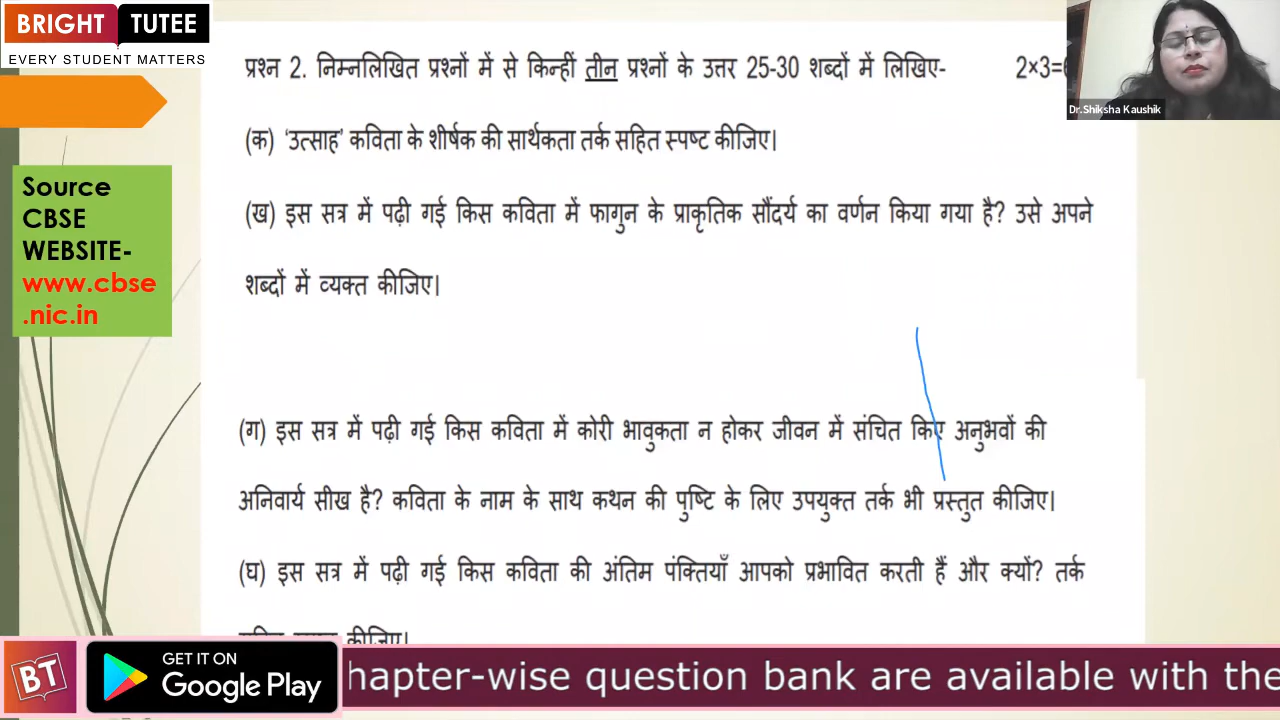 BRIGHT TUTEE
EVERY STUDENT MATTERS
प्रश्न 2. निम्नलिखित प्रश्नों में से किन्हीं तीन प्रश्नों के उत्तर 25-30 शब्दों में लिखिए- 2×3=
Dr.Shiksha Kaushik
(क) ‘उत्साह’ कविता के शीर्षक की सार्थकता तर्क सहित स्पष्ट कीजिए।
Source
CBSE
WEBSITE-
www.cbse
.nic.in
(ख) इस सत्र में पढ़ी गई किस कविता में फागुन के प्राकृतिक सौंदर्य का वर्णन किया गया है? उसे अपने
शब्दों में व्यक्त कीजिए।
(ग) इस सत्र में पढ़ी गई किस कविता में कोरी भावुकता न होकर जीवन में संचित किए अनुभवों की
अनिवार्य सीख है? कविता के नाम के साथ कथन की पुष्टि के लिए उपयुक्त तर्क भी प्रस्तुत कीजिए।
(घ) इस सत्र में पढ़ी गई किस कविता की अंतिम पंक्तियाँ आपको प्रभावित करती हैं और क्यों? तर्क
कीजिए।
BT
GET IT ON
Google Play
hapter-wise question bank are available with the